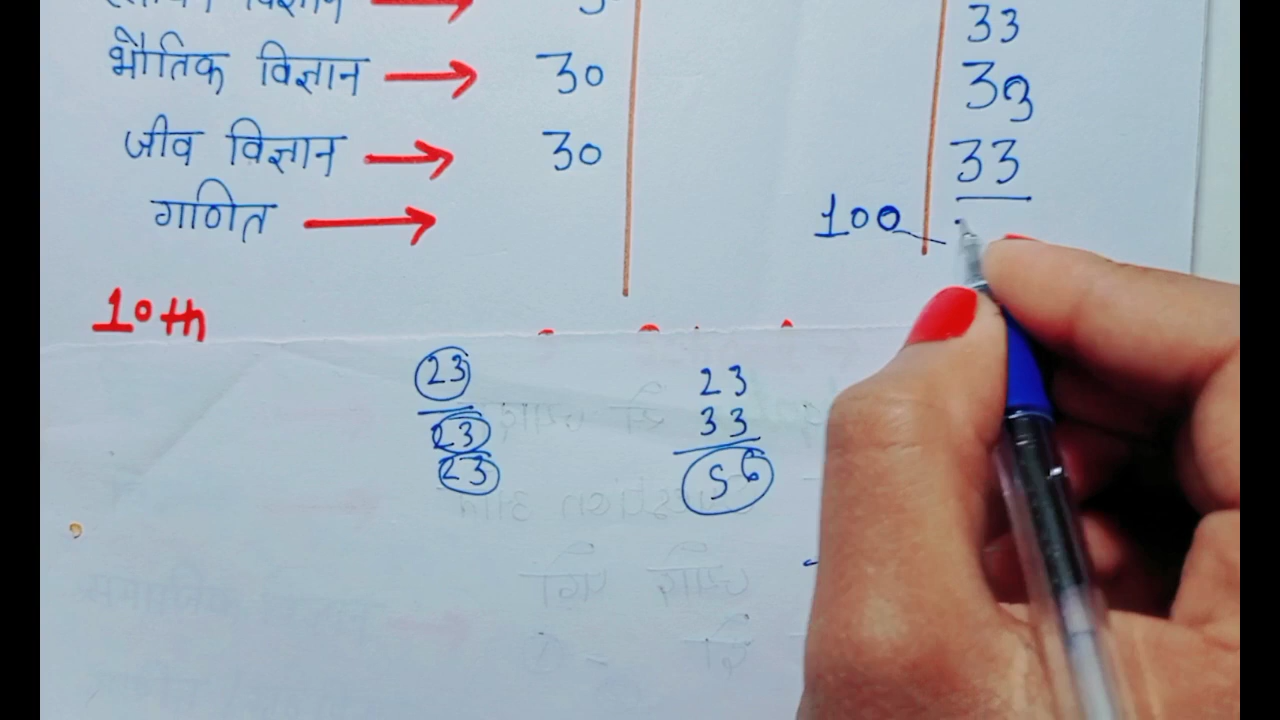 विज्ञान
33
भौतिक विज्ञान → 30 33
जीव विज्ञान → 30 33
गणित → 100
10th
23 23
23 33
23 56